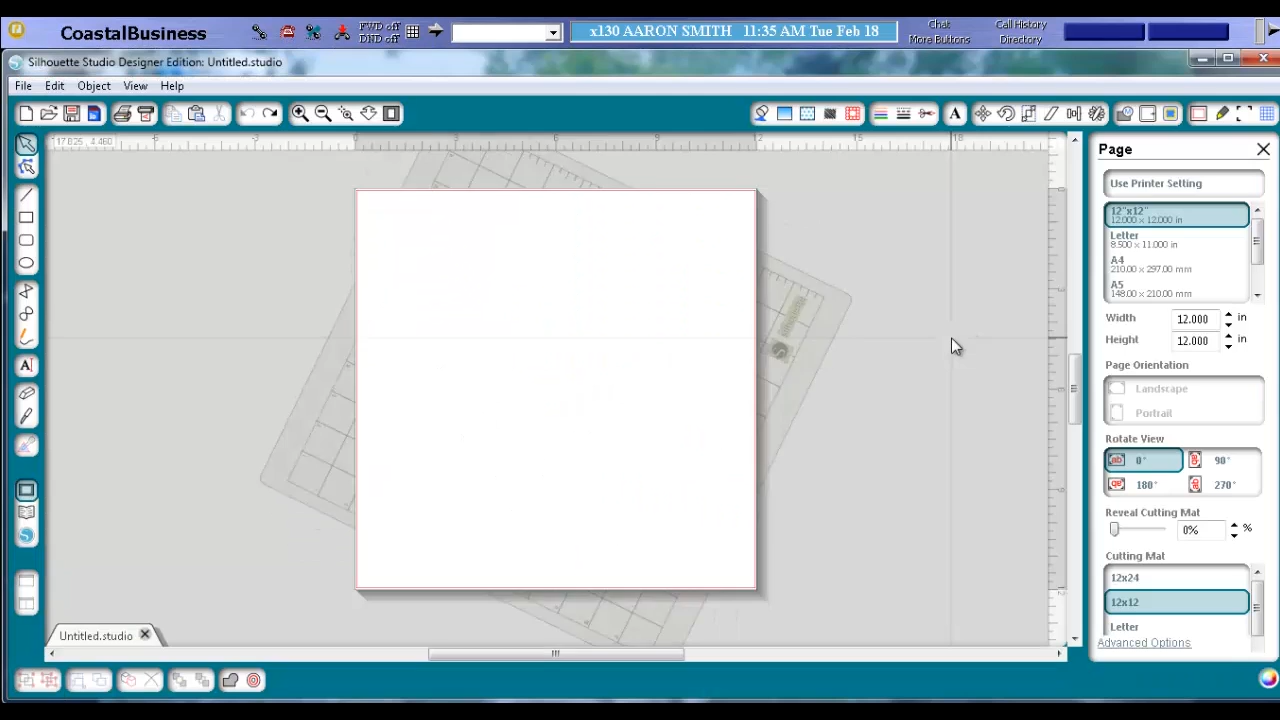 CoastalBusiness
FWD off
DND off
x130 AARON SMITH 11:35 AM Tue Feb 18
Chat
More Buttons
Call History
Directory
Silhouette Studio Designer Edition: Untitled.studio
File Edit Object View Help
Page
Use Printer Setting
12"x12"
12.000 x 12.000 in
Letter
8.500 x 11.000 in
A4
210.00 x 297.00 mm
A5
148.00 x 210.00 mm
Width 12.000 in
Height 12.000 in
Page Orientation
Landscape
Portrait
Rotate View
0° 90°
180° 270°
Reveal Cutting Mat
0% %
Cutting Mat
12x24
12x12
Letter
Advanced Options
Untitled.studio